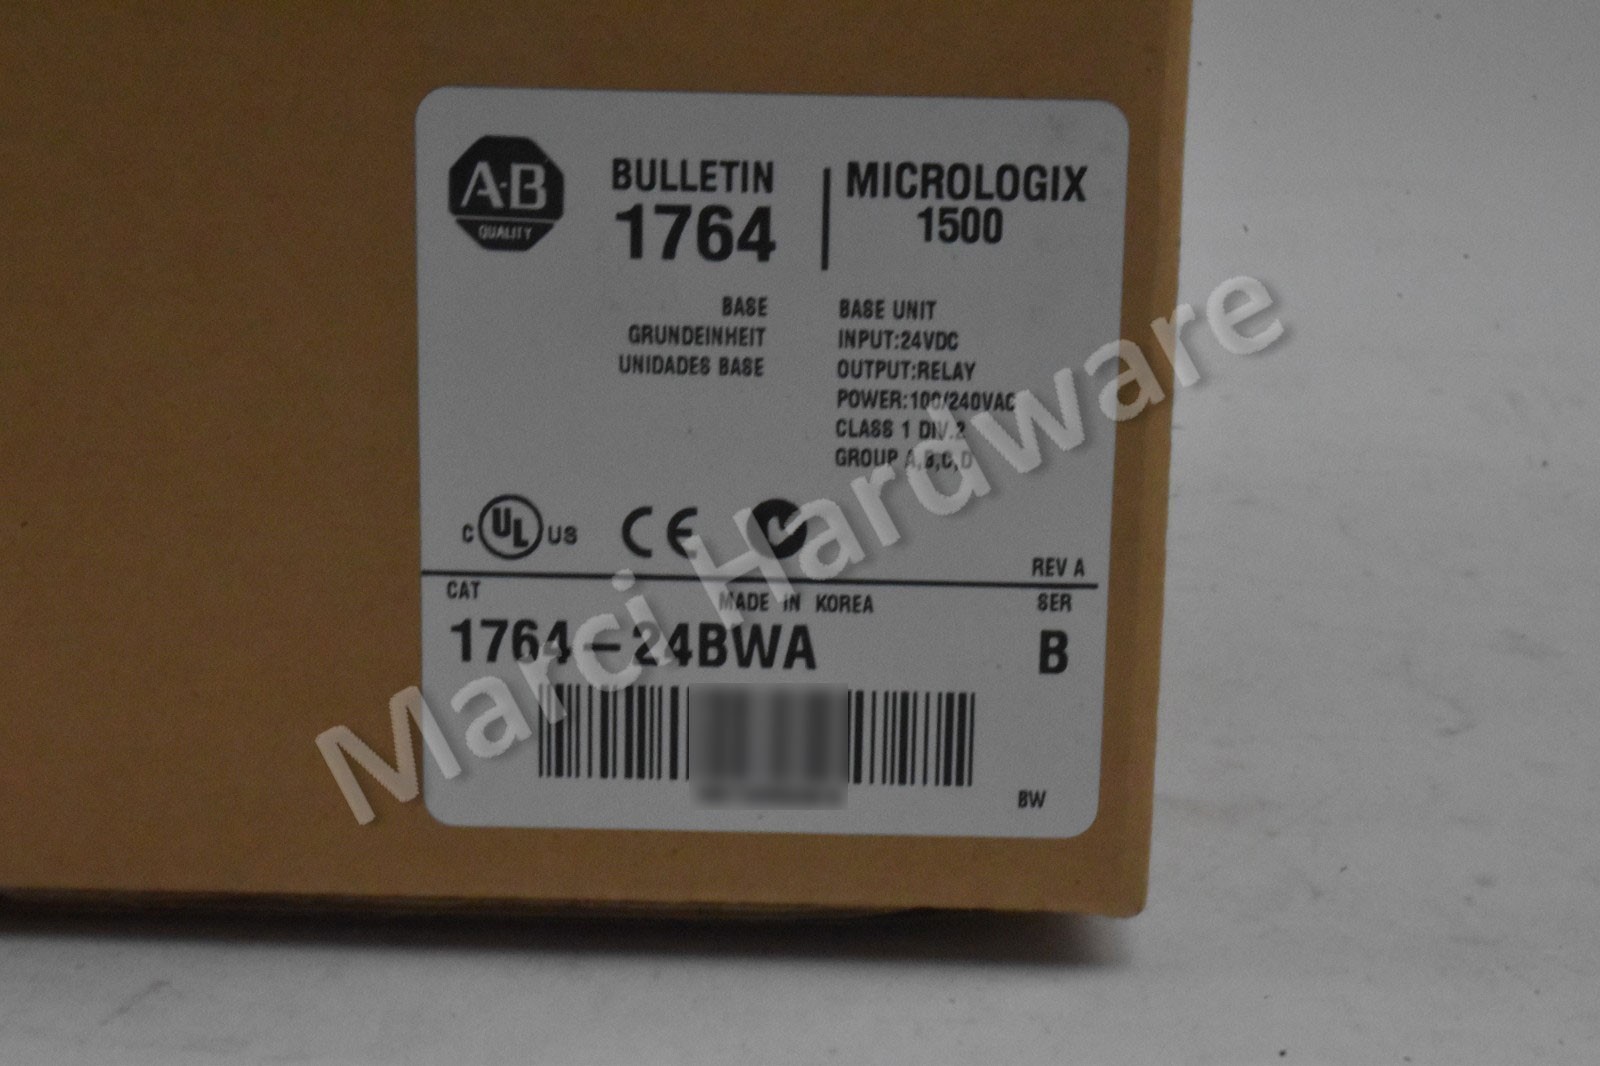 A-B
QUALITY
BULLETIN
1764
MICROLOGIX
1500
BASE
GRUNDEINHEIT
UNIDADES BASE
BASE UNIT
INPUT:24VDC
OUTPUT:RELAY
POWER:100/240VAC
CLASS 1 DIV.2
GROUP A,B,C,D
C UL US
CE
REV A
CAT
MADE IN KOREA
SER
1764-24BWA
B
BW
Marci Hardware